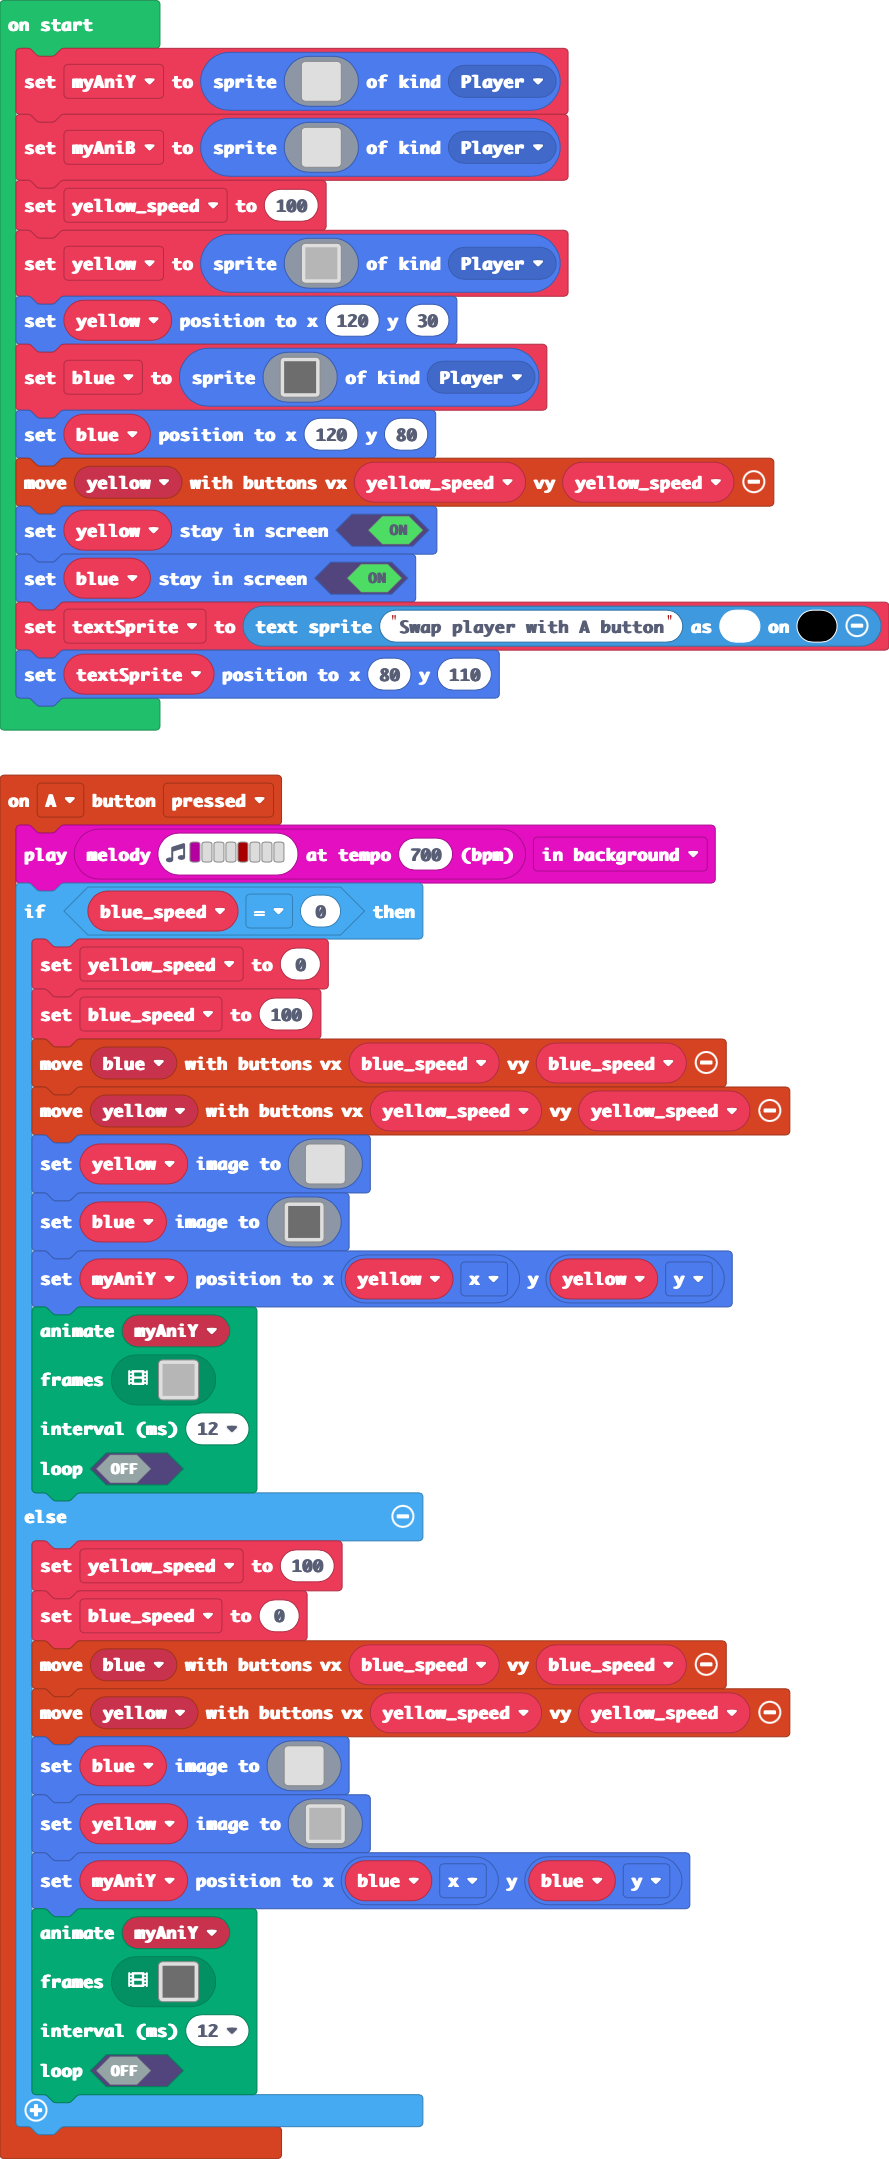 on start
set myAniY to sprite of kind Player
set myAniB to sprite of kind Player
set yellow_speed to 100
set yellow to sprite of kind Player
set yellow position to x 120 y 30
set blue to sprite of kind Player
set blue position to x 120 y 80
move yellow with buttons vx yellow_speed vy yellow_speed
set yellow stay in screen ON
set blue stay in screen ON
set textSprite to text sprite "Swap player with A button" as on
set textSprite position to x 80 y 110
on A button pressed
play melody at tempo 700 (bpm) in background
if blue_speed = 0 then
set yellow_speed to 0
set blue_speed to 100
move blue with buttons vx blue_speed vy blue_speed
move yellow with buttons vx yellow_speed vy yellow_speed
set yellow image to
set blue image to
set myAniY position to x yellow x y yellow y
animate myAniY
frames
interval (ms) 12
loop OFF
else
set yellow_speed to 100
set blue_speed to 0
move blue with buttons vx blue_speed vy blue_speed
move yellow with buttons vx yellow_speed vy yellow_speed
set blue image to
set yellow image to
set myAniY position to x blue x y blue y
animate myAniY
frames
interval (ms) 12
loop OFF